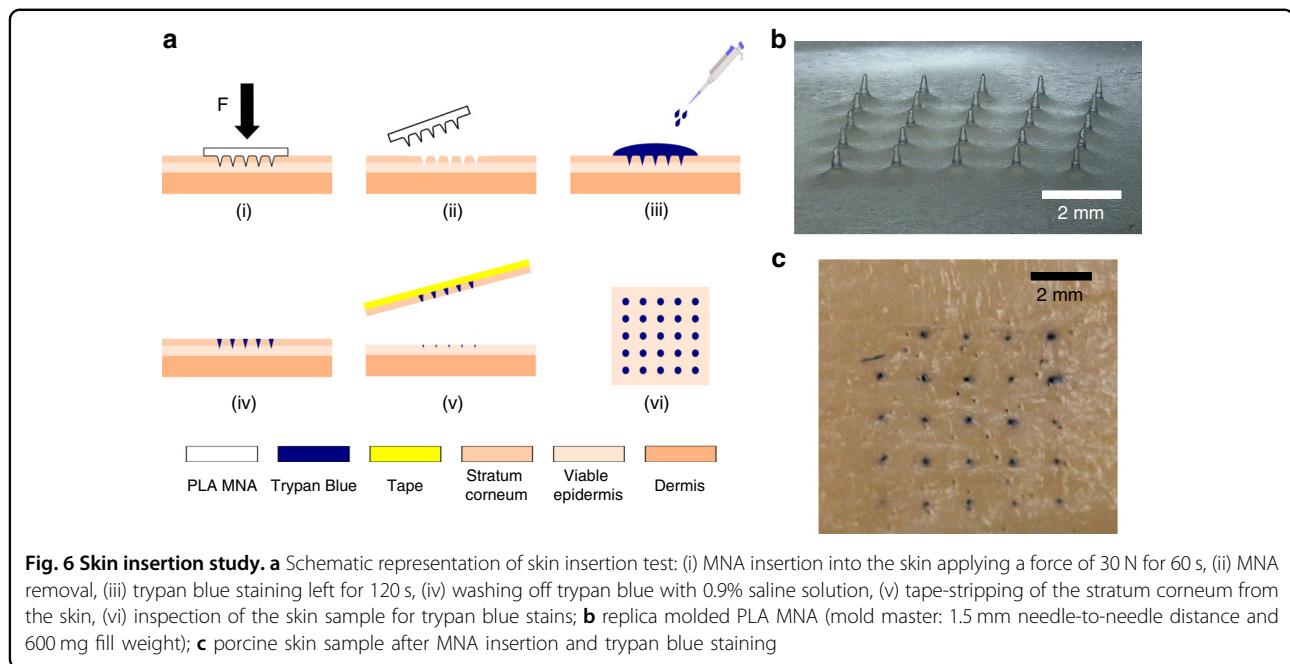 a
F
(i)
(ii)
(iii)
(iv)
(v)
(vi)
PLA MNA
Trypan Blue
Tape
Stratum
corneum
Viable
epidermis
Dermis
b
2 mm
c
2 mm
Fig. 6 Skin insertion study. a Schematic representation of skin insertion test: (i) MNA insertion into the skin applying a force of 30 N for 60 s, (ii) MNA
removal, (iii) trypan blue staining left for 120 s, (iv) washing off trypan blue with 0.9% saline solution, (v) tape-stripping of the stratum corneum from
the skin, (vi) inspection of the skin sample for trypan blue stains; b replica molded PLA MNA (mold master: 1.5 mm needle-to-needle distance and
600 mg fill weight); c porcine skin sample after MNA insertion and trypan blue staining